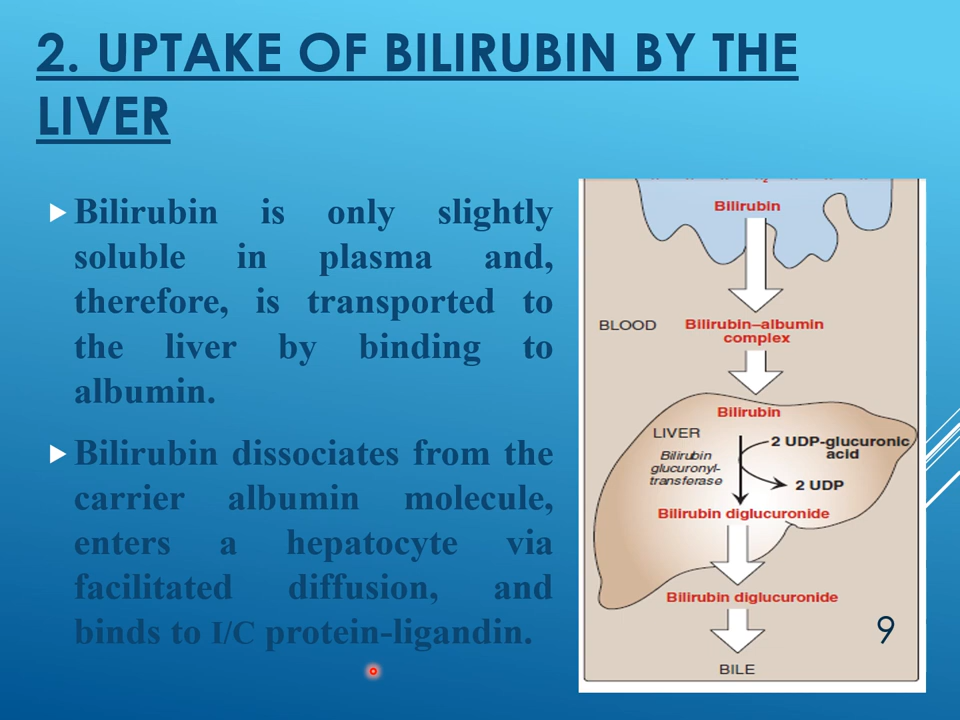 2. UPTAKE OF BILIRUBIN BY THE
LIVER
Bilirubin is only slightly
soluble in plasma and,
therefore, is transported to
the liver by binding to
albumin.
Bilirubin dissociates from the
carrier albumin molecule,
enters a hepatocyte via
facilitated diffusion, and
binds to I/C protein-ligandin.
Bilirubin
BLOOD
Bilirubin–albumin
complex
Bilirubin
LIVER
2 UDP-glucuronic
acid
Bilirubin
glucuronyl-
transferase
2 UDP
Bilirubin diglucuronide
Bilirubin diglucuronide
BILE
9